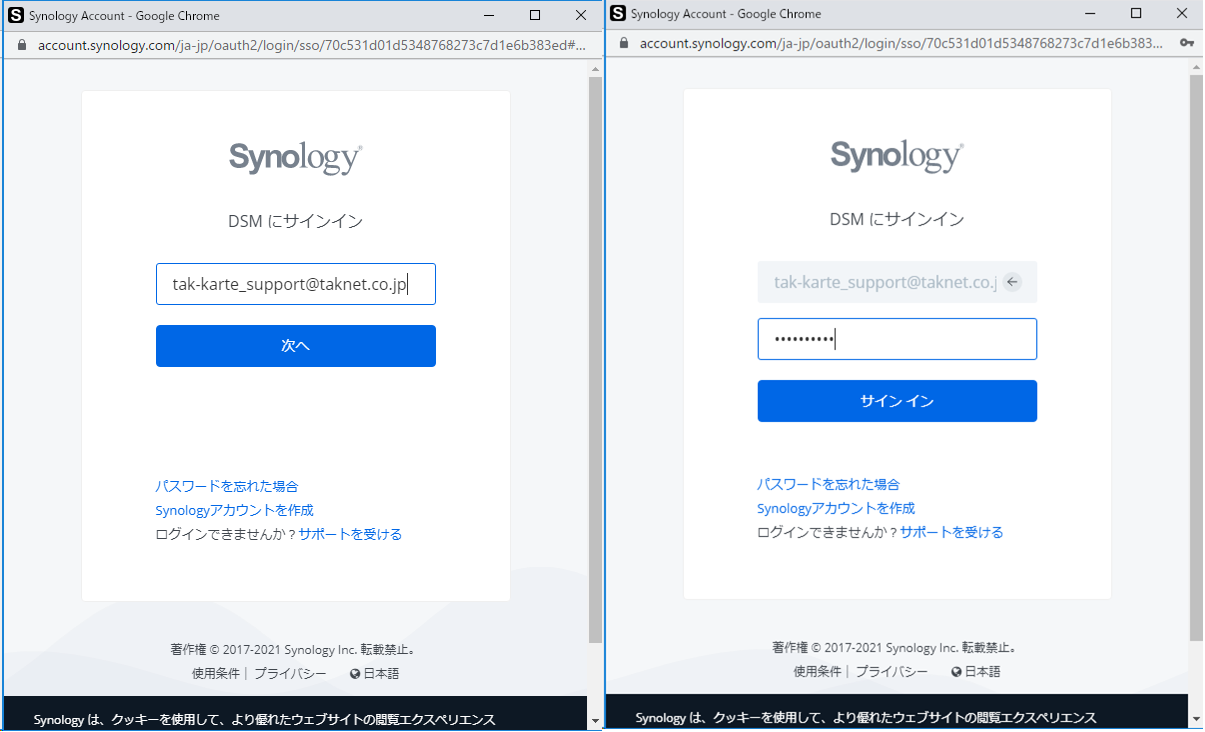 Synology Account - Google Chrome
account.synology.com/ja-jp/oauth2/login/sso/70c531d01d5348768273c7d1e6b383ed#...
Synology®
DSM にサインイン
tak-karte_support@taknet.co.jp
次へ
パスワードを忘れた場合
Synologyアカウントを作成
ログインできませんか？サポートを受ける
著作権 © 2017-2021 Synology Inc. 転載禁止。
使用条件 | プライバシー 日本語
Synology は、クッキーを使用して、より優れたウェブサイトの閲覧エクスペリエンス
Synology Account - Google Chrome
account.synology.com/ja-jp/oauth2/login/sso/70c531d01d5348768273c7d1e6b383...
Synology®
DSM にサインイン
tak-karte_support@taknet.co.j
••••••••••
サイン イン
パスワードを忘れた場合
Synologyアカウントを作成
ログインできませんか？サポートを受ける
著作権 © 2017-2021 Synology Inc. 転載禁止。
使用条件 | プライバシー 日本語
Synology は、クッキーを使用して、より優れたウェブサイトの閲覧エクスペリエンス